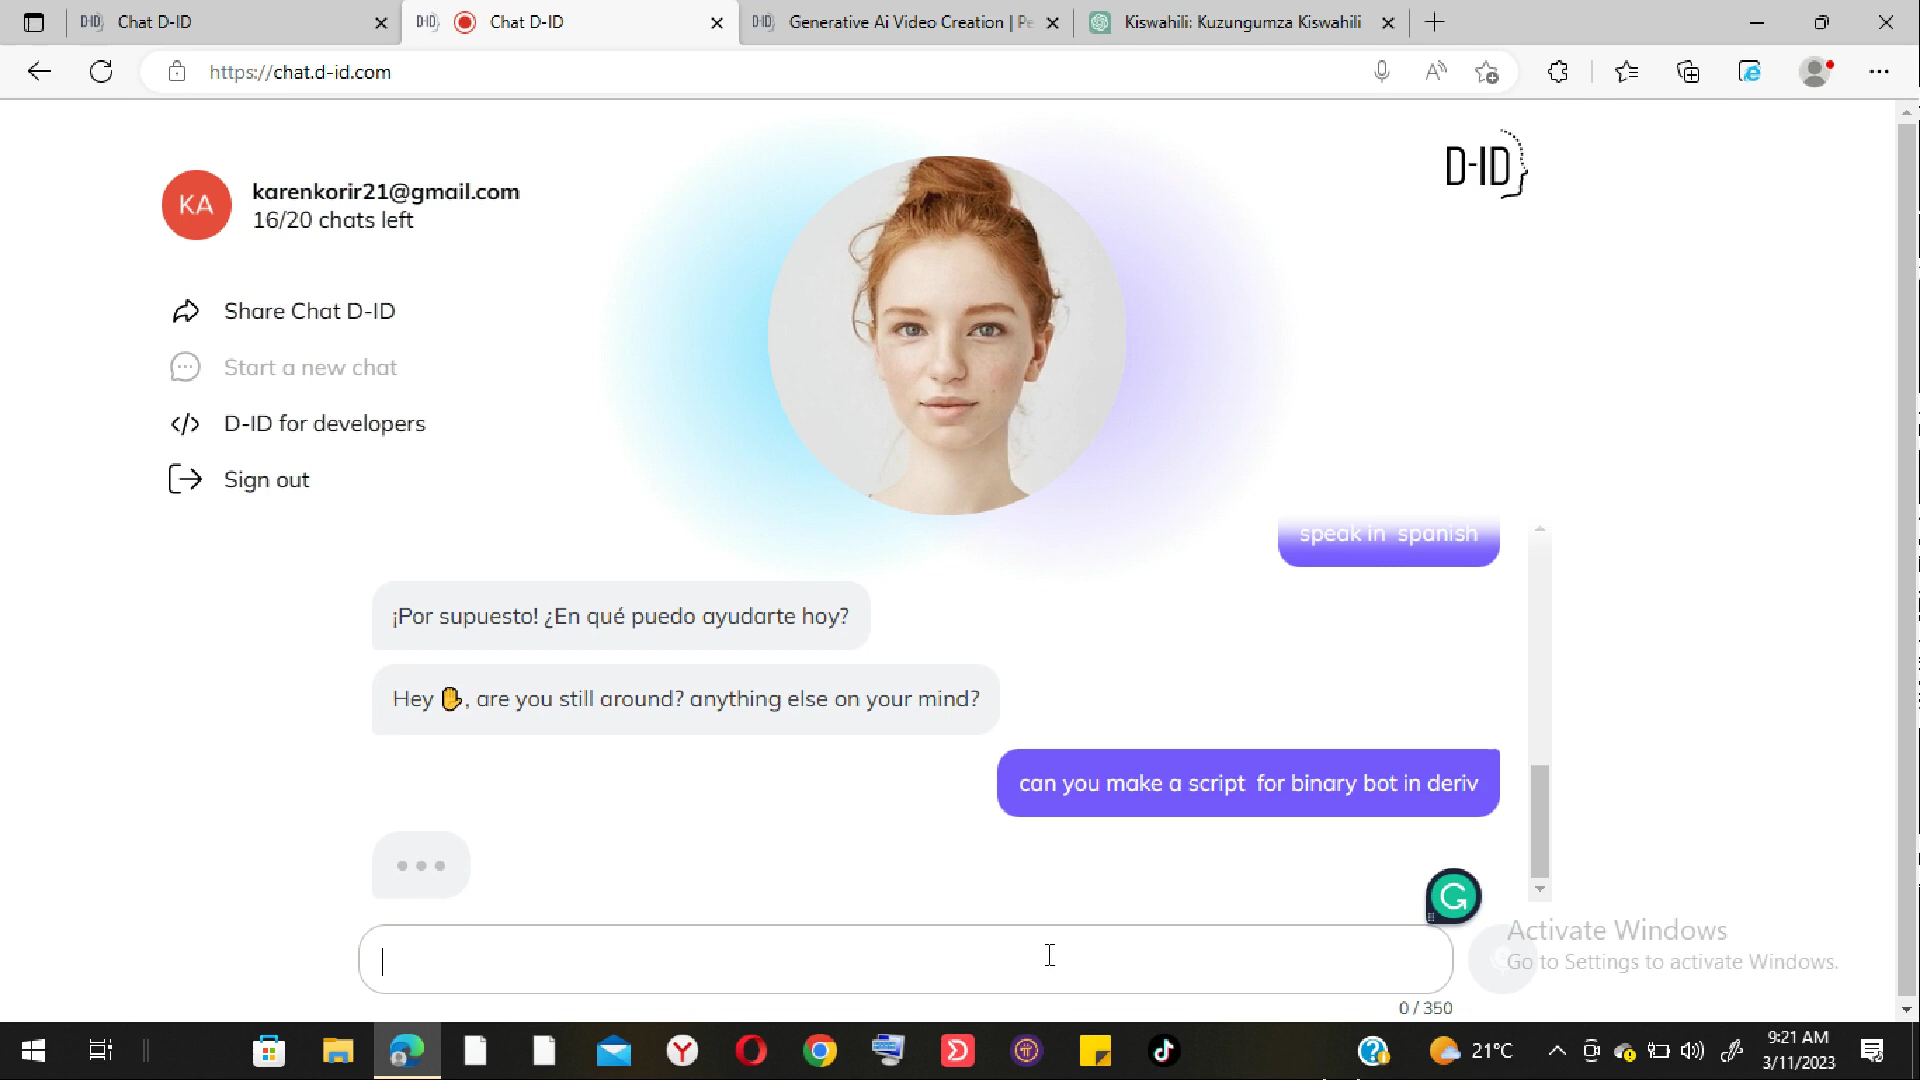 Chat D-ID
Chat D-ID
Generative Ai Video Creation | Pe
Kiswahili: Kuzungumza Kiswahili
https://chat.d-id.com
D-ID
KA
karenkorir21@gmail.com
16/20 chats left
Share Chat D-ID
Start a new chat
D-ID for developers
Sign out
speak in spanish
¡Por supuesto! ¿En qué puedo ayudarte hoy?
Hey ✋, are you still around? anything else on your mind?
can you make a script for binary bot in deriv
Activate Windows
Go to Settings to activate Windows.
0 / 350
21°C
9:21 AM
3/11/2023